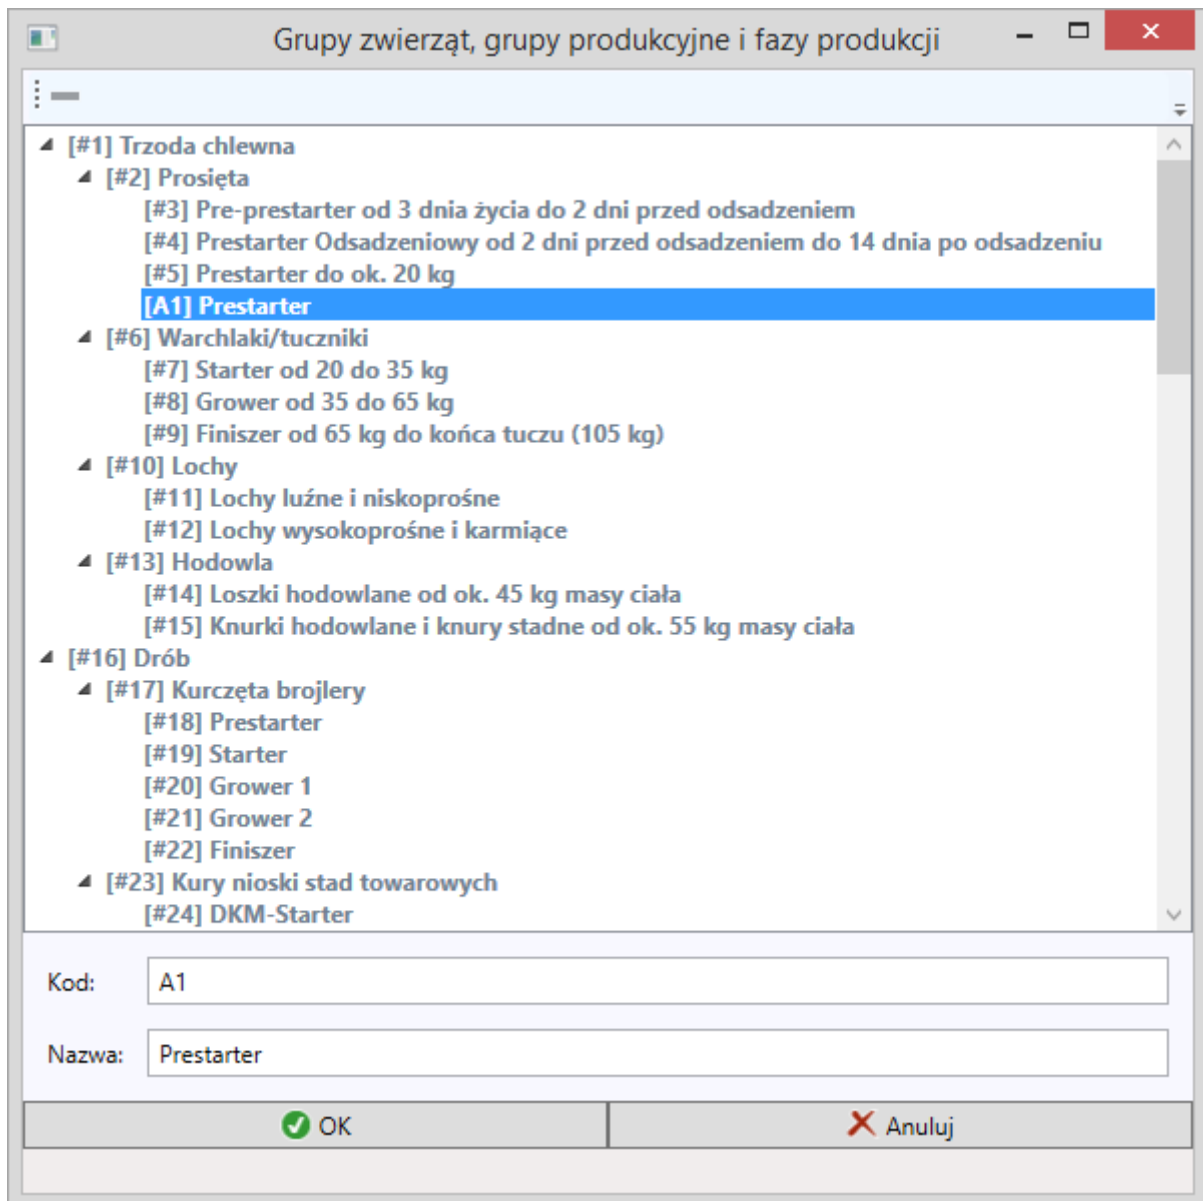 Grupy zwierząt, grupy produkcyjne i fazy produkcji
[#1] Trzoda chlewna
[#2] Prosięta
[#3] Pre-prestarter od 3 dnia życia do 2 dni przed odsadzeniem
[#4] Prestarter Odsadzeniowy od 2 dni przed odsadzeniem do 14 dnia po odsadzeniu
[#5] Prestarter do ok. 20 kg
[A1] Prestarter
[#6] Warchlaki/tuczniki
[#7] Starter od 20 do 35 kg
[#8] Grower od 35 do 65 kg
[#9] Finiszer od 65 kg do końca tuczu (105 kg)
[#10] Lochy
[#11] Lochy luźne i niskoprośne
[#12] Lochy wysokoprośne i karmiące
[#13] Hodowla
[#14] Loszki hodowlane od ok. 45 kg masy ciała
[#15] Knurki hodowlane i knury stadne od ok. 55 kg masy ciała
[#16] Drób
[#17] Kurczęta brojlery
[#18] Prestarter
[#19] Starter
[#20] Grower 1
[#21] Grower 2
[#22] Finiszer
[#23] Kury nioski stad towarowych
[#24] DKM-Starter
Kod: A1
Nazwa: Prestarter
OK Anuluj